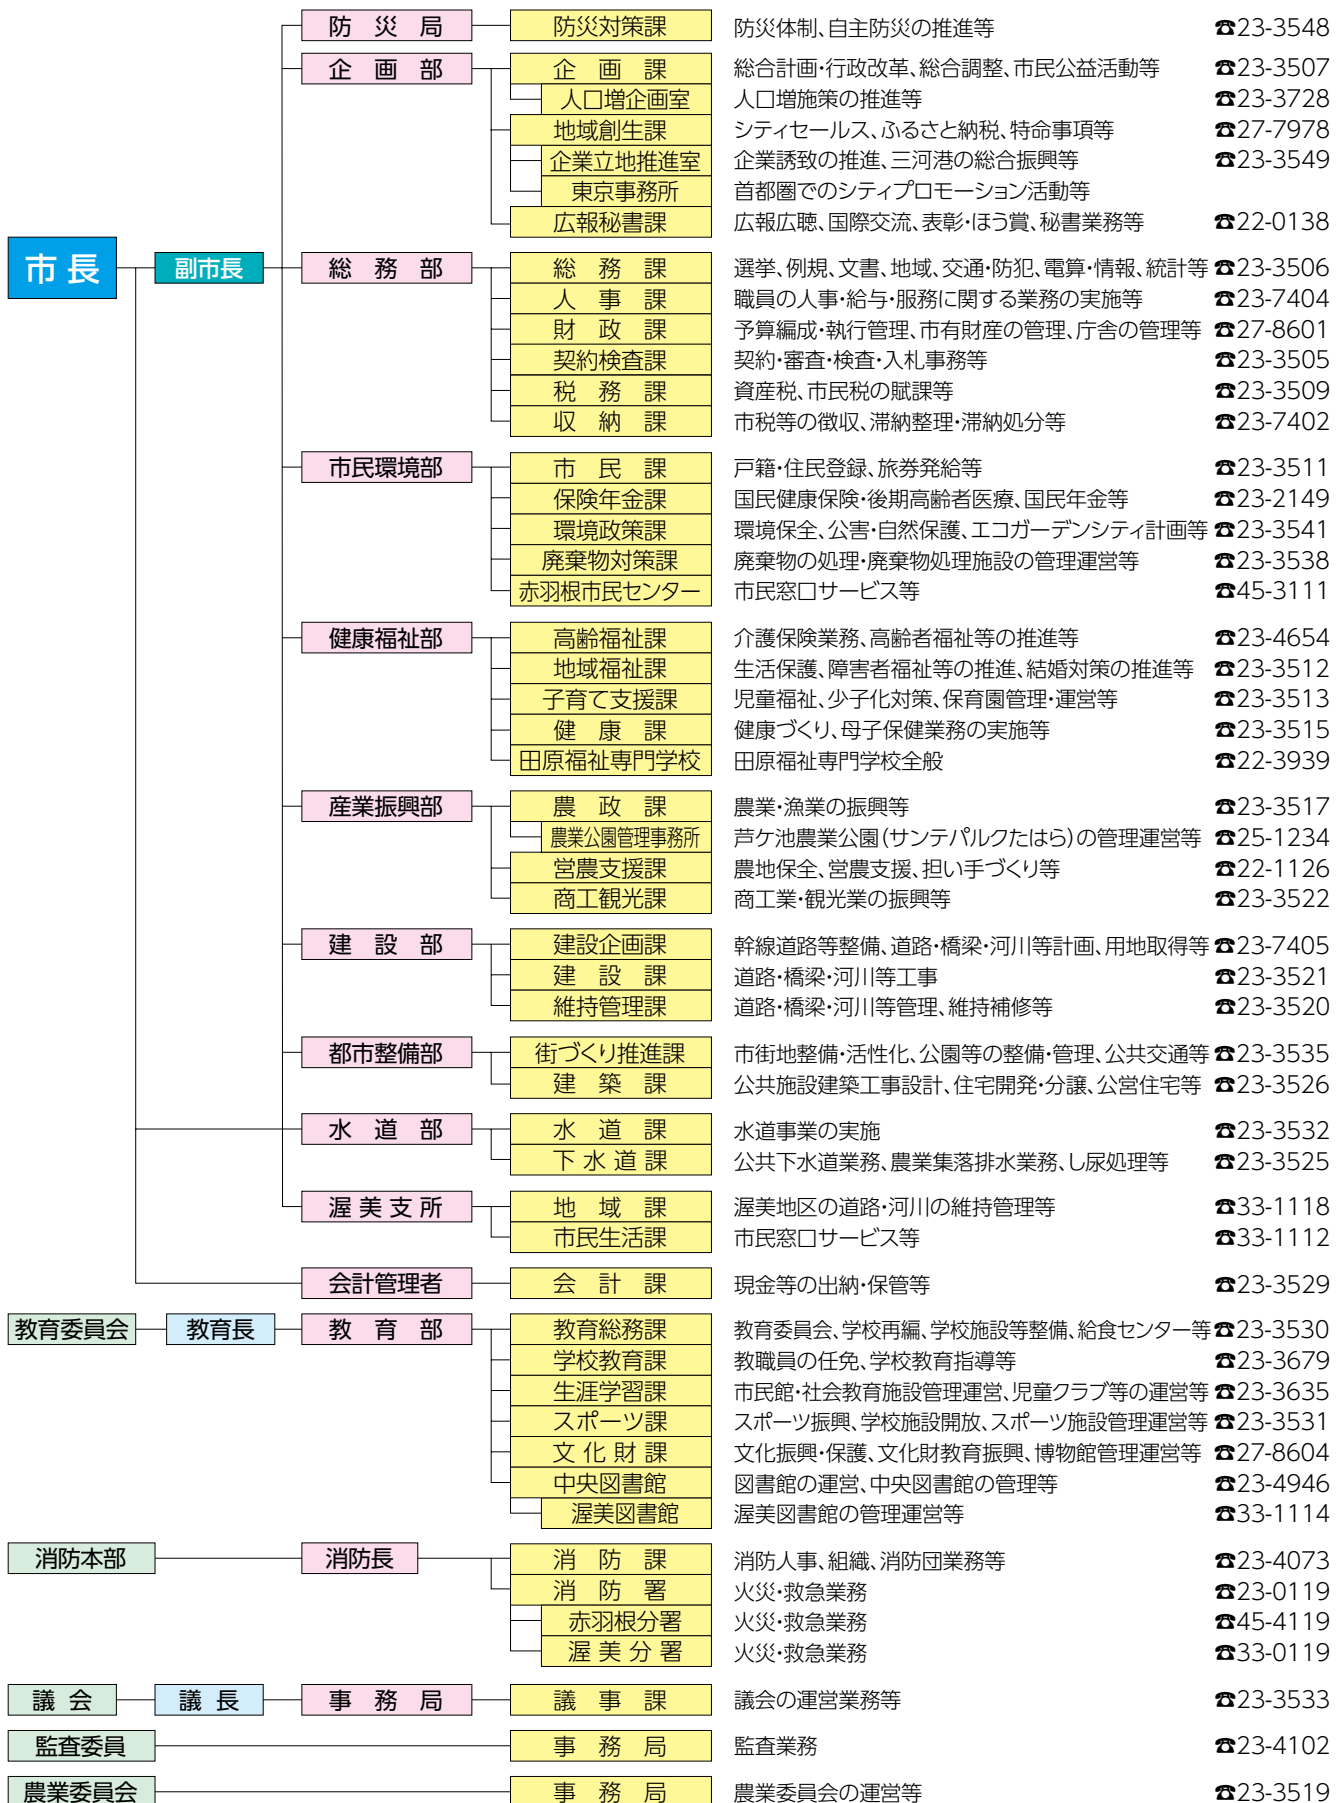 防災局 防災対策課 防災体制、自主防災の推進等 ☎23-3548
企画部 企画課 総合計画・行政改革、総合調整、市民公益活動等 ☎23-3507
人口増企画室 人口増施策の推進等 ☎23-3728
地域創生課 シティセールス、ふるさと納税、特命事項等 ☎27-7978
企業立地推進室 企業誘致の推進、三河港の総合振興等 ☎23-3549
東京事務所 首都圏でのシティプロモーション活動等
広報秘書課 広報広聴、国際交流、表彰・ほう賞、秘書業務等 ☎22-0138
市長 副市長 総務部 総務課 選挙、例規、文書、地域、交通・防犯、電算・情報、統計等 ☎23-3506
人事課 職員の人事・給与・服務に関する業務の実施等 ☎23-7404
財政課 予算編成・執行管理、市有財産の管理、庁舎の管理等 ☎27-8601
契約検査課 契約・審査・検査・入札事務等 ☎23-3505
税務課 資産税、市民税の賦課等 ☎23-3509
収納課 市税等の徴収、滞納整理・滞納処分等 ☎23-7402
市民環境部 市民課 戸籍・住民登録、旅券発給等 ☎23-3511
保険年金課 国民健康保険・後期高齢者医療、国民年金等 ☎23-2149
環境政策課 環境保全、公害・自然保護、エコガーデンシティ計画等 ☎23-3541
廃棄物対策課 廃棄物の処理・廃棄物処理施設の管理運営等 ☎23-3538
赤羽根市民センター 市民窓口サービス等 ☎45-3111
健康福祉部 高齢福祉課 介護保険業務、高齢者福祉等の推進等 ☎23-4654
地域福祉課 生活保護、障害者福祉等の推進、結婚対策の推進等 ☎23-3512
子育て支援課 児童福祉、少子化対策、保育園管理・運営等 ☎23-3513
健康課 健康づくり、母子保健業務の実施等 ☎23-3515
田原福祉専門学校 田原福祉専門学校全般 ☎22-3939
産業振興部 農政課 農業・漁業の振興等 ☎23-3517
農業公園管理事務所 芦ケ池農業公園(サンテパルクたはら)の管理運営等 ☎25-1234
営農支援課 農地保全、営農支援、担い手づくり等 ☎22-1126
商工観光課 商工業・観光業の振興等 ☎23-3522
建設部 建設企画課 幹線道路等整備、道路・橋梁・河川等計画、用地取得等 ☎23-7405
建設課 道路・橋梁・河川等工事 ☎23-3521
維持管理課 道路・橋梁・河川等管理、維持補修等 ☎23-3520
都市整備部 街づくり推進課 市街地整備・活性化、公園等の整備・管理、公共交通等 ☎23-3535
建築課 公共施設建築工事設計、住宅開発・分譲、公営住宅等 ☎23-3526
水道部 水道課 水道事業の実施 ☎23-3532
下水道課 公共下水道業務、農業集落排水業務、し尿処理等 ☎23-3525
渥美支所 地域課 渥美地区の道路・河川の維持管理等 ☎33-1118
市民生活課 市民窓口サービス等 ☎33-1112
会計管理者 会計課 現金等の出納・保管等 ☎23-3529
教育委員会 教育長 教育部 教育総務課 教育委員会、学校再編、学校施設等整備、給食センター等 ☎23-3530
学校教育課 教職員の任免、学校教育指導等 ☎23-3679
生涯学習課 市民館・社会教育施設管理運営、児童クラブ等の運営等 ☎23-3635
スポーツ課 スポーツ振興、学校施設開放、スポーツ施設管理運営等 ☎23-3531
文化財課 文化振興・保護、文化財教育振興、博物館管理運営等 ☎27-8604
中央図書館 図書館の運営、中央図書館の管理等 ☎23-4946
渥美図書館 渥美図書館の管理運営等 ☎33-1114
消防本部 消防長 消防課 消防人事、組織、消防団業務等 ☎23-4073
消防署 火災・救急業務 ☎23-0119
赤羽根分署 火災・救急業務 ☎45-4119
渥美分署 火災・救急業務 ☎33-0119
議会 議長 事務局 議事課 議会の運営業務等 ☎23-3533
監査委員 事務局 監査業務 ☎23-4102
農業委員会 事務局 農業委員会の運営等 ☎23-3519